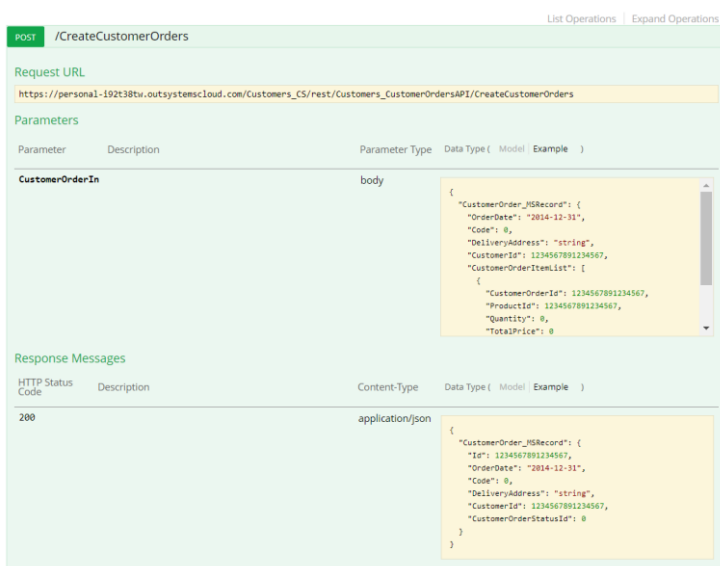 List Operations | Expand Operations
POST /CreateCustomerOrders
Request URL
https://personal-i92t38tw.outsystemscloud.com/Customers_CS/rest/Customers_CustomerOrdersAPI/CreateCustomerOrders
Parameters
Parameter Description Parameter Type Data Type ( Model | Example )
CustomerOrderIn body
{
"CustomerOrder_MSRecord": {
"OrderDate": "2014-12-31",
"Code": 0,
"DeliveryAddress": "string",
"CustomerId": 1234567891234567,
"CustomerOrderItemList": [
{
"CustomerOrderId": 1234567891234567,
"ProductId": 1234567891234567,
"Quantity": 0,
"TotalPrice": 0
Response Messages
HTTP Status Code Description Content-Type Data Type ( Model | Example )
200 application/json
{
"CustomerOrder_MSRecord": {
"Id": 1234567891234567,
"OrderDate": "2014-12-31",
"Code": 0,
"DeliveryAddress": "string",
"CustomerId": 1234567891234567,
"CustomerOrderStatusId": 0
}
}